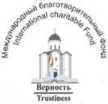 Международный благотворительный фонд
International charitable Fund
Верность
Trustiness